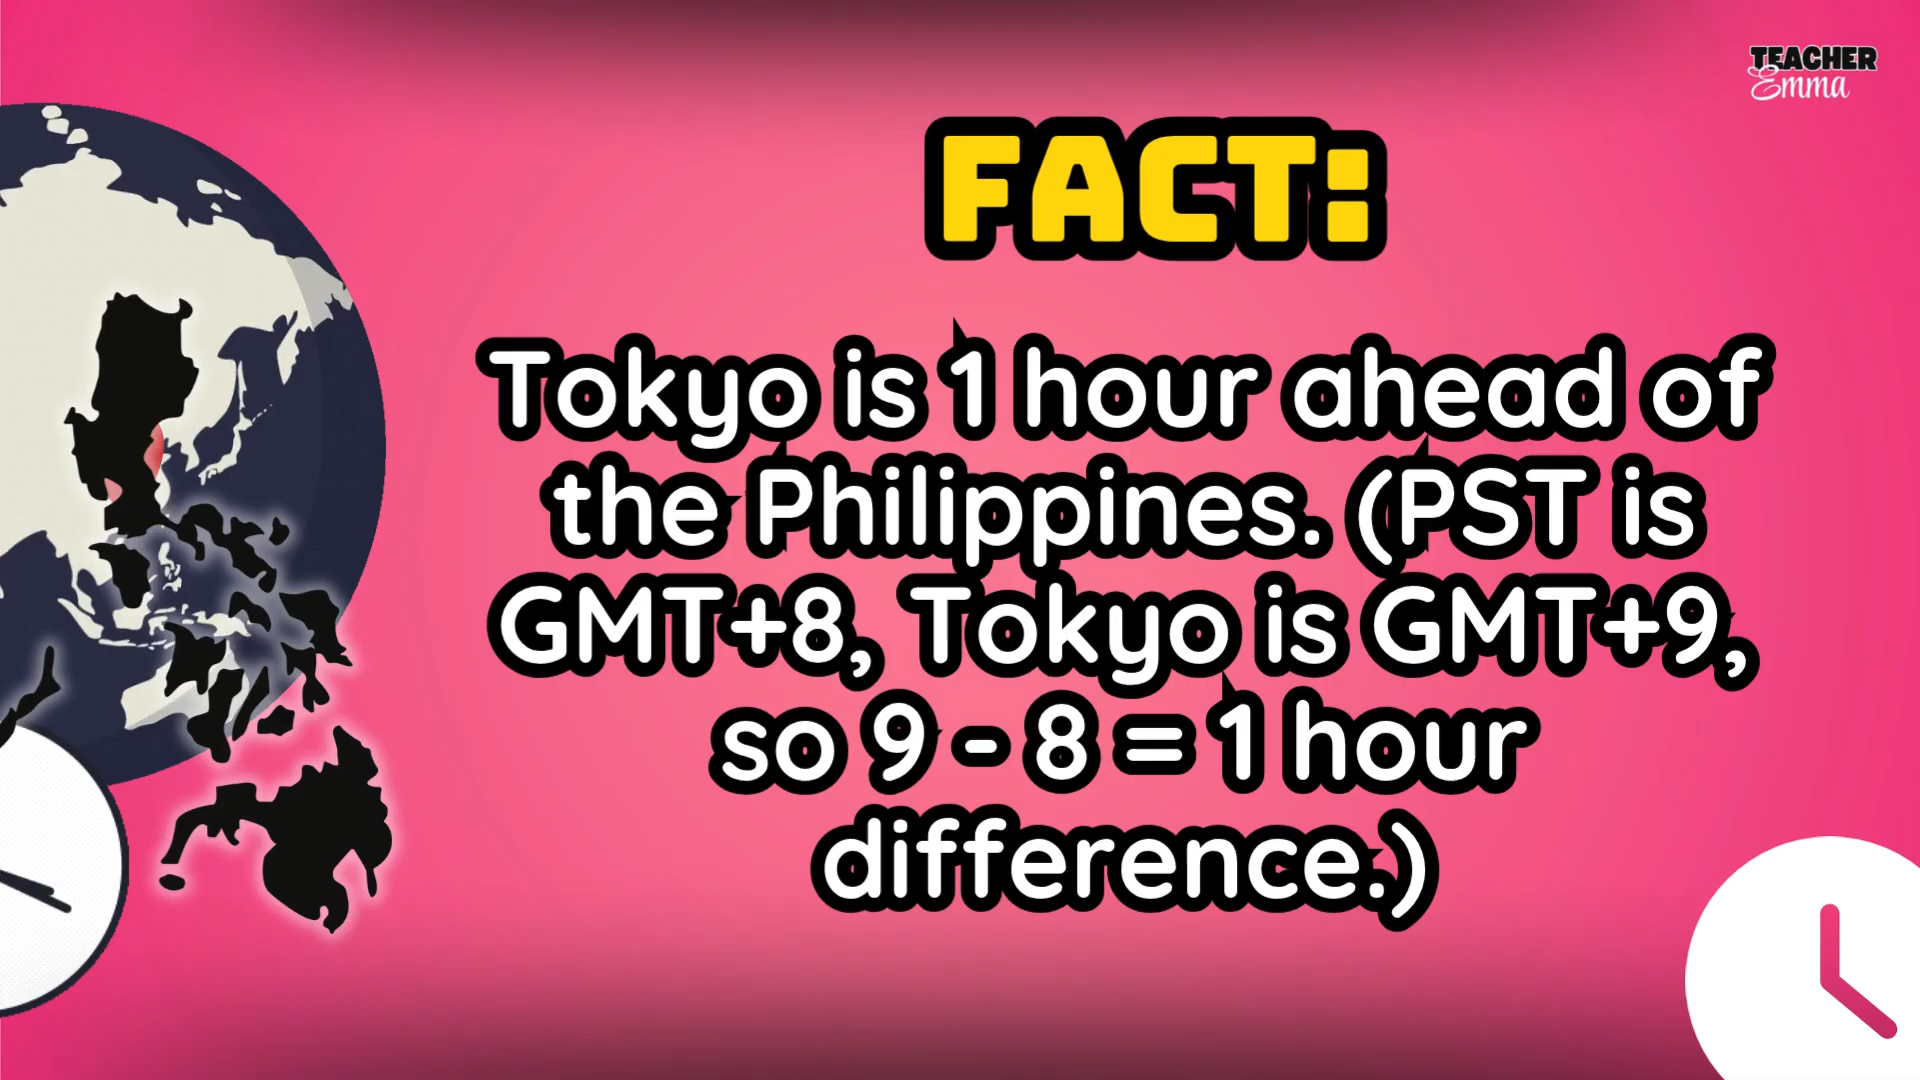 TEACHER
Emma
FACT:
Tokyo is 1 hour ahead of
the Philippines. (PST is
GMT+8, Tokyo is GMT+9,
so 9 - 8 = 1 hour
difference.)